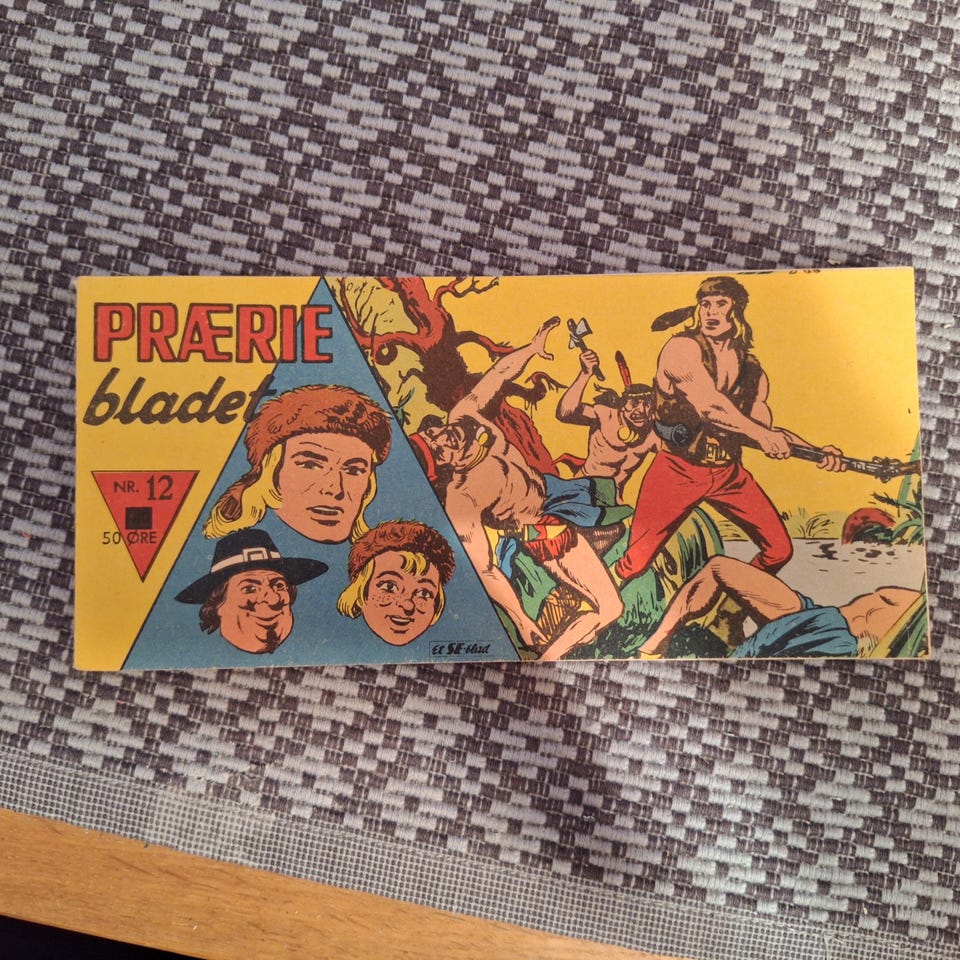 PRÆRIE
bladet
NR. 12
50 ØRE
Et SE-blad